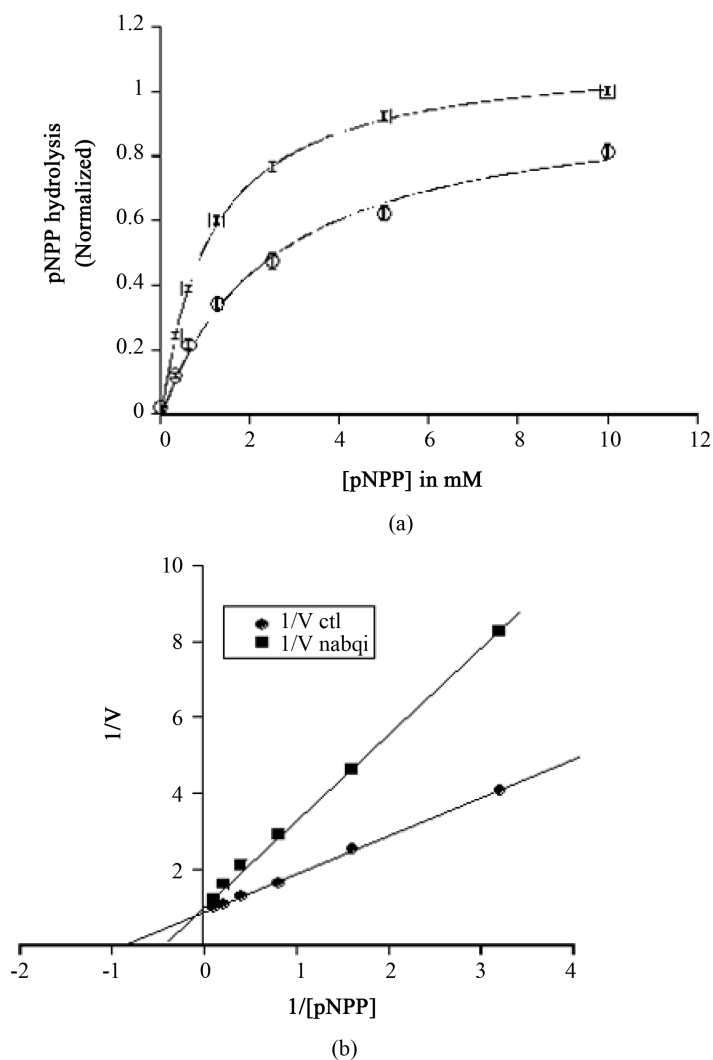 1.2
1
0.8
0.6
0.4
0.2
0
0 2 4 6 8 10 12
pNPP hydrolysis
(Normalized)
[pNPP] in mM
(a)
10
8
6
4
2
1/V
1/V ctl
1/V nabqi
-2 -1 0 1 2 3 4
1/[pNPP]
(b)